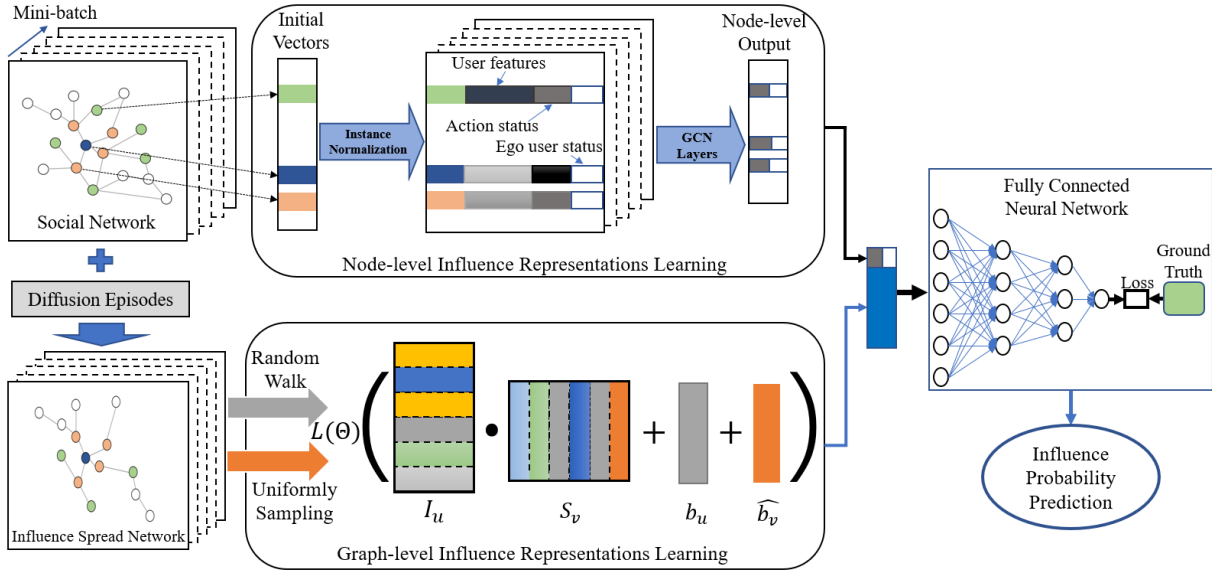 Mini-batch
Social Network
Diffusion Episodes
Influence Spread Network
Initial
Vectors
Instance
Normalization
User features
Action status
Ego user status
GCN
Layers
Node-level
Output
Node-level Influence Representations Learning
Random
Walk
Uniformly
Sampling
L(Θ)
I_u
S_v
b_u
\widehat{b_v}
Graph-level Influence Representations Learning
Fully Connected
Neural Network
Loss
Ground
Truth
Influence
Probability
Prediction